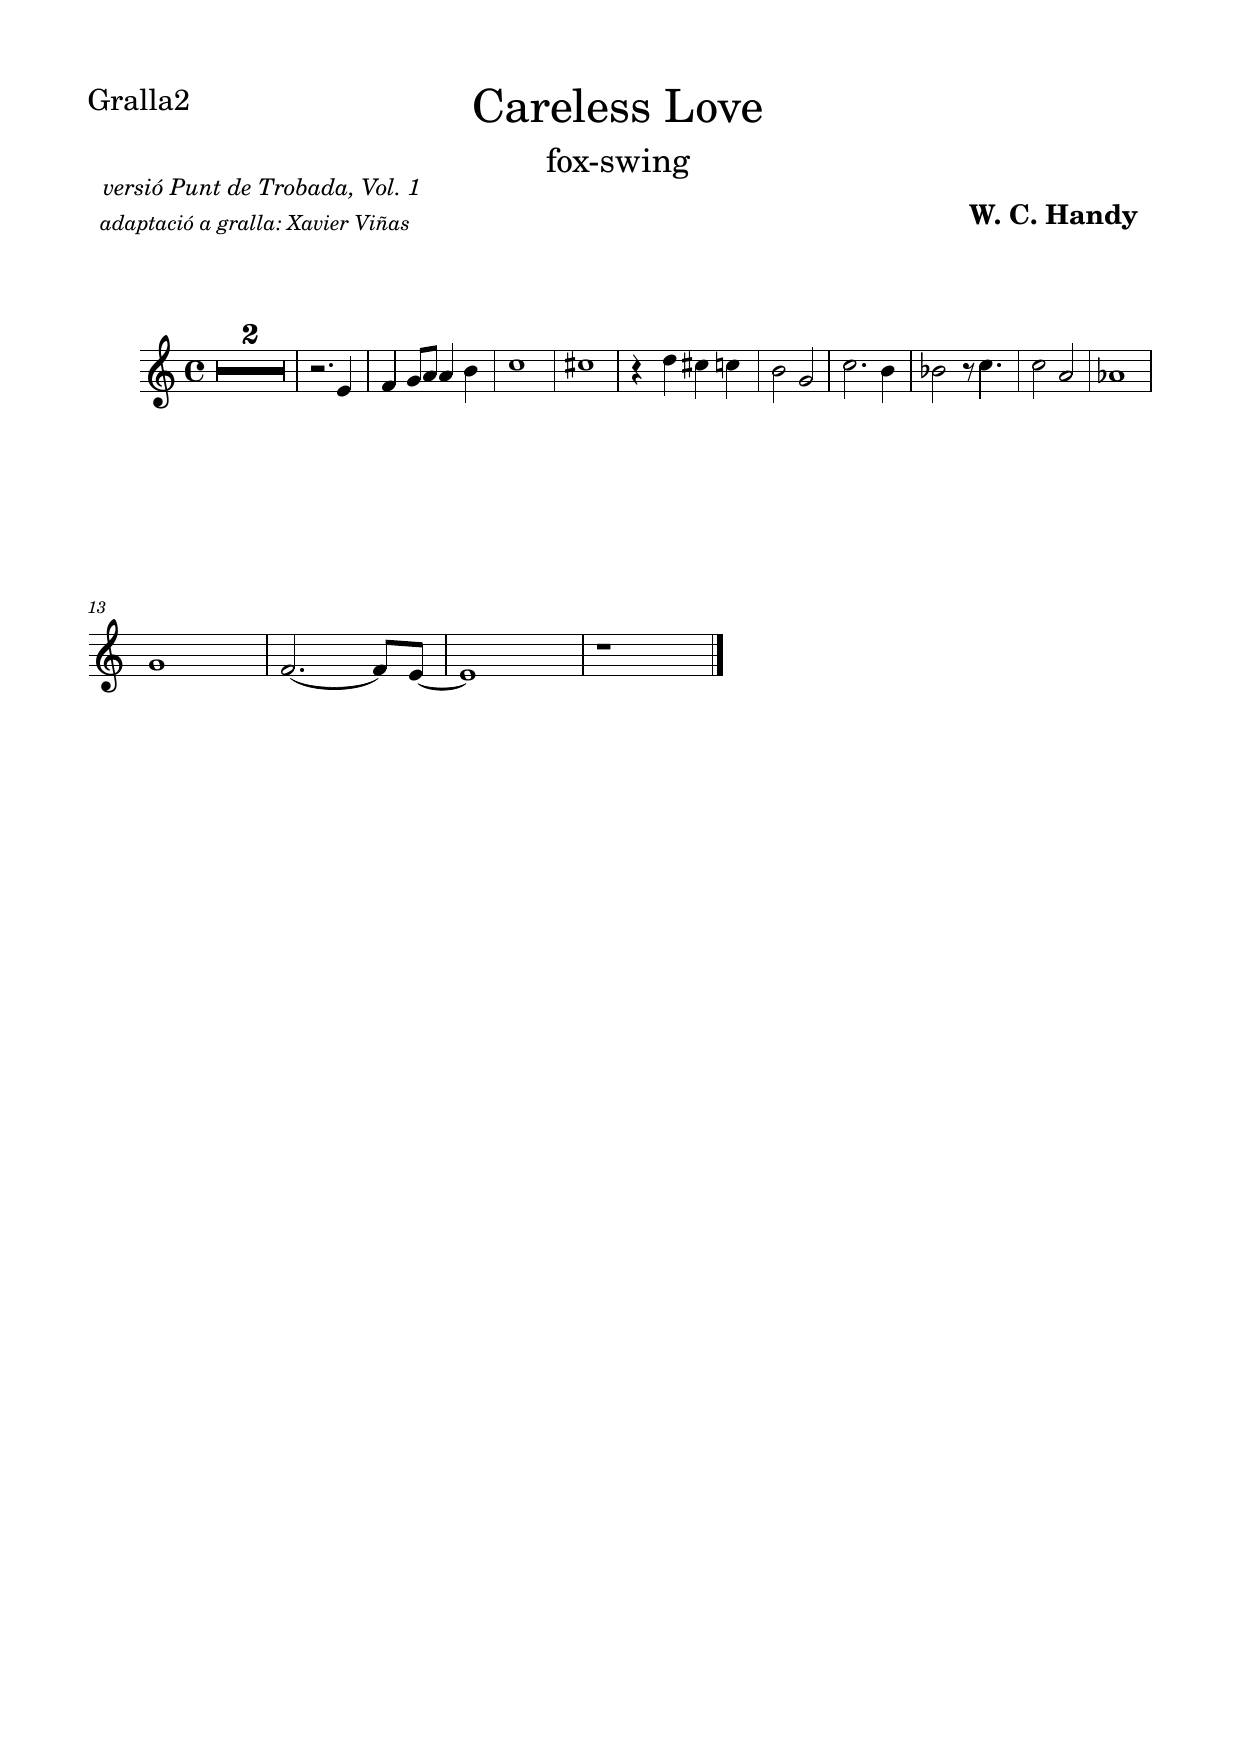 Gralla2
Careless Love
fox-swing
versió Punt de Trobada, Vol. 1
adaptació a gralla: Xavier Viñas
W. C. Handy
2
13